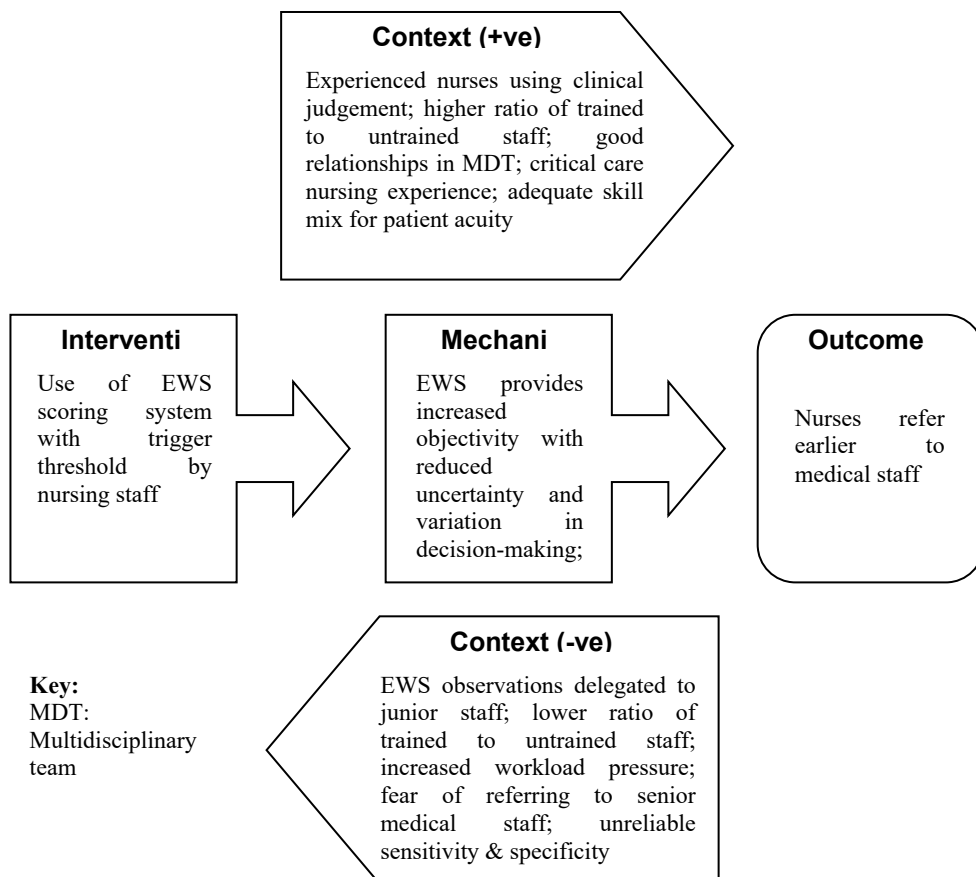 Context (+ve)
Experienced nurses using clinical
judgement; higher ratio of trained
to untrained staff; good
relationships in MDT; critical care
nursing experience; adequate skill
mix for patient acuity
Interventi
Use of EWS
scoring system
with trigger
threshold by
nursing staff
Mechani
EWS provides
increased
objectivity with
reduced
uncertainty and
variation in
decision-making;
Outcome
Nurses refer
earlier to
medical staff
Context (-ve)
EWS observations delegated to
junior staff; lower ratio of
trained to untrained staff;
increased workload pressure;
fear of referring to senior
medical staff; unreliable
sensitivity & specificity
Key:
MDT:
Multidisciplinary
team